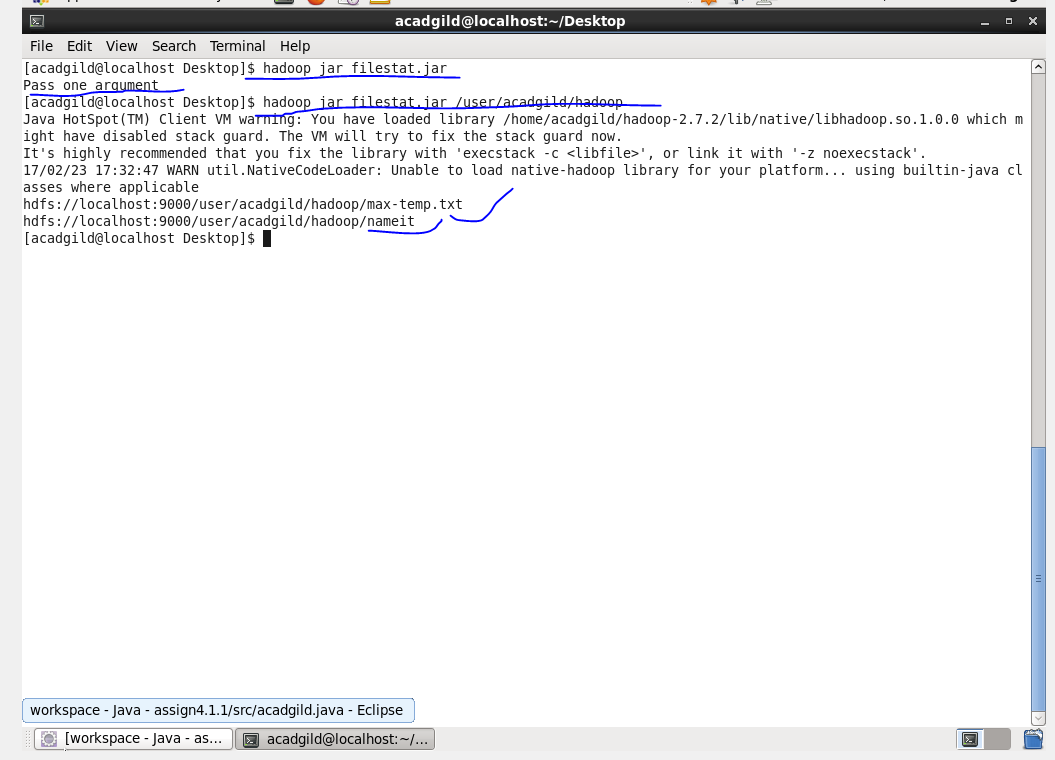 acadgild@localhost:~/Desktop
File Edit View Search Terminal Help
[acadgild@localhost Desktop]$ hadoop jar filestat.jar
Pass one argument
[acadgild@localhost Desktop]$ hadoop jar filestat.jar /user/acadgild/hadoop
Java HotSpot(TM) Client VM warning: You have loaded library /home/acadgild/hadoop-2.7.2/lib/native/libhadoop.so.1.0.0 which m
ight have disabled stack guard. The VM will try to fix the stack guard now.
It's highly recommended that you fix the library with 'execstack -c <libfile>', or link it with '-z noexecstack'.
17/02/23 17:32:47 WARN util.NativeCodeLoader: Unable to load native-hadoop library for your platform... using builtin-java cl
asses where applicable
hdfs://localhost:9000/user/acadgild/hadoop/max-temp.txt
hdfs://localhost:9000/user/acadgild/hadoop/nameit
[acadgild@localhost Desktop]$
workspace - Java - assign4.1.1/src/acadgild.java - Eclipse
[workspace - Java - as... acadgild@localhost:~/...